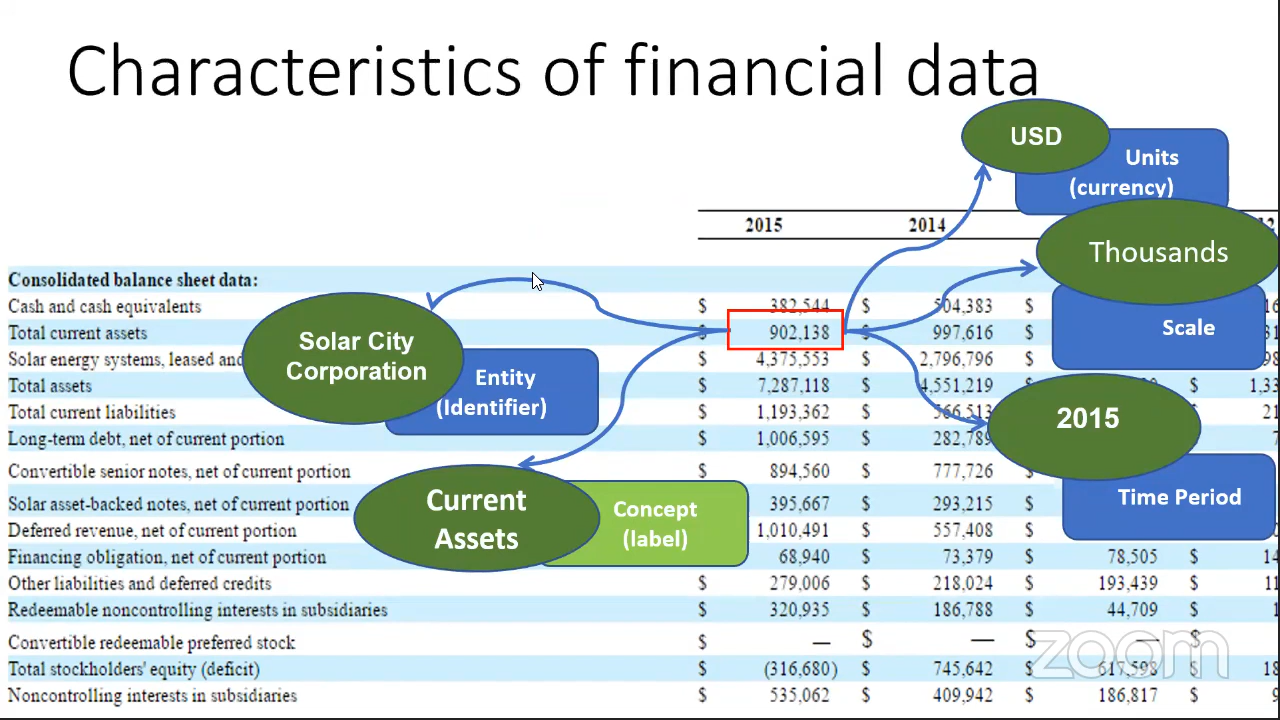 Characteristics of financial data
USD
Units
(currency)
Thousands
Scale
2015 2014
Consolidated balance sheet data:
Cash and cash equivalents $ 382,544 $ 504,383 $
Total current assets $ 902,138 $ 997,616 $
Solar energy systems, leased and $ 4,375,553 $ 2,796,796 $
Total assets $ 7,287,118 $ 4,551,219 $ $
Total current liabilities $ 1,193,362 $ 566,513 $
Long-term debt, net of current portion $ 1,006,595 $ 282,789
Convertible senior notes, net of current portion $ 894,560 $ 777,726 $
Solar asset-backed notes, net of current portion $ 395,667 $ 293,215 $
Deferred revenue, net of current portion $ 1,010,491 $ 557,408 $
Financing obligation, net of current portion $ 68,940 $ 73,379 $ 78,505 $
Other liabilities and deferred credits $ 279,006 $ 218,024 $ 193,439 $
Redeemable noncontrolling interests in subsidiaries $ 320,935 $ 186,788 $ 44,709 $
Convertible redeemable preferred stock $ — $ — $ — $
Total stockholders' equity (deficit) $ (316,680) $ 745,642 $ 617,598 $
Noncontrolling interests in subsidiaries $ 535,062 $ 409,942 $ 186,817 $
Solar City
Corporation
Entity
(Identifier)
Current
Assets
Concept
(label)
2015
Time Period
zoom